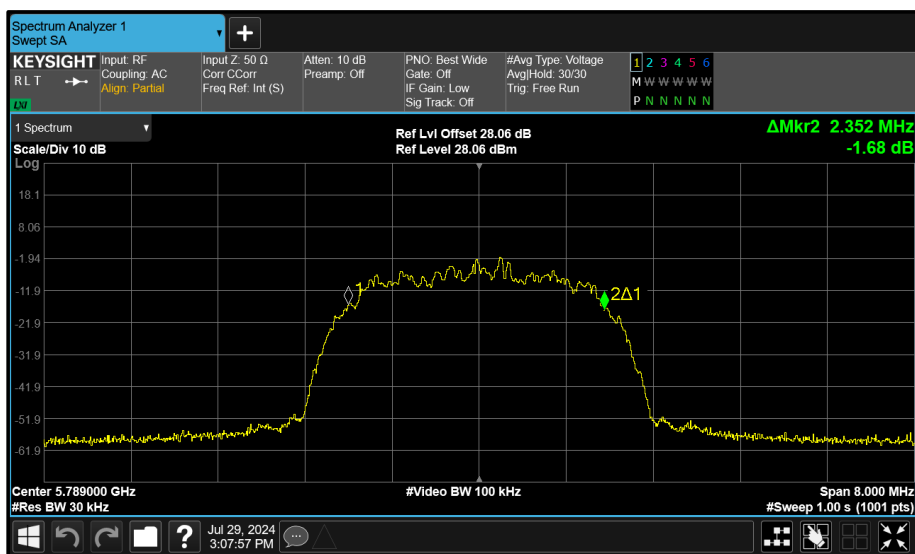 Spectrum Analyzer 1
Swept SA
+
KEYSIGHT
R L T
LXI
Input: RF
Coupling: AC
Align: Partial
Input Z: 50 Ω
Corr CCorr
Freq Ref: Int (S)
Atten: 10 dB
Preamp: Off
PNO: Best Wide
Gate: Off
IF Gain: Low
Sig Track: Off
#Avg Type: Voltage
Avg|Hold: 30/30
Trig: Free Run
1 2 3 4 5 6
M W W W W W
P N N N N N
1 Spectrum
Scale/Div 10 dB
Ref Lvl Offset 28.06 dB
Ref Level 28.06 dBm
ΔMkr2 2.352 MHz
-1.68 dB
Log
18.1
8.06
-1.94
-11.9
-21.9
-31.9
-41.9
-51.9
-61.9
1
2Δ1
Center 5.789000 GHz
#Res BW 30 kHz
#Video BW 100 kHz
Span 8.000 MHz
#Sweep 1.00 s (1001 pts)
?
Jul 29, 2024
3:07:57 PM